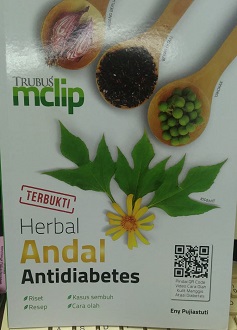 TRUBUS
mclip
TERBUKTI
Herbal
Andal
Antidiabetes
Riset
Kasus sembuh
Resep
Cara olah
Eny Pujiastuti